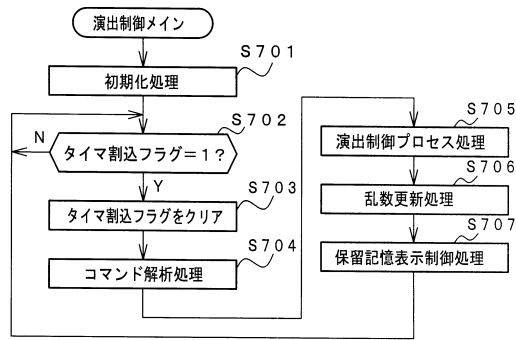 演出制御メイン
S701
初期化処理
S702
N
タイマ割込フラグ=1?
Y
S703
タイマ割込フラグをクリア
S704
コマンド解析処理
S705
演出制御プロセス処理
S706
乱数更新処理
S707
保留記憶表示制御処理